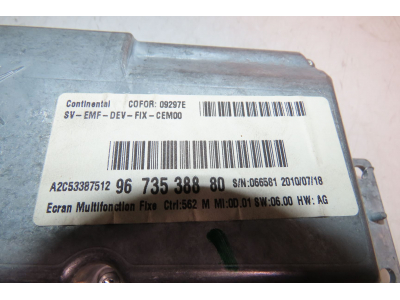 Continental COFOR: 09297E
SV-EMF-DEV-FIX-CEM00
A2C53387512 96 735 388 80 S/N:066581 2010/07/18
Ecran Multifonction Fixe Ctrl:562 M MI:00.01 SW:06.00 HW: AG